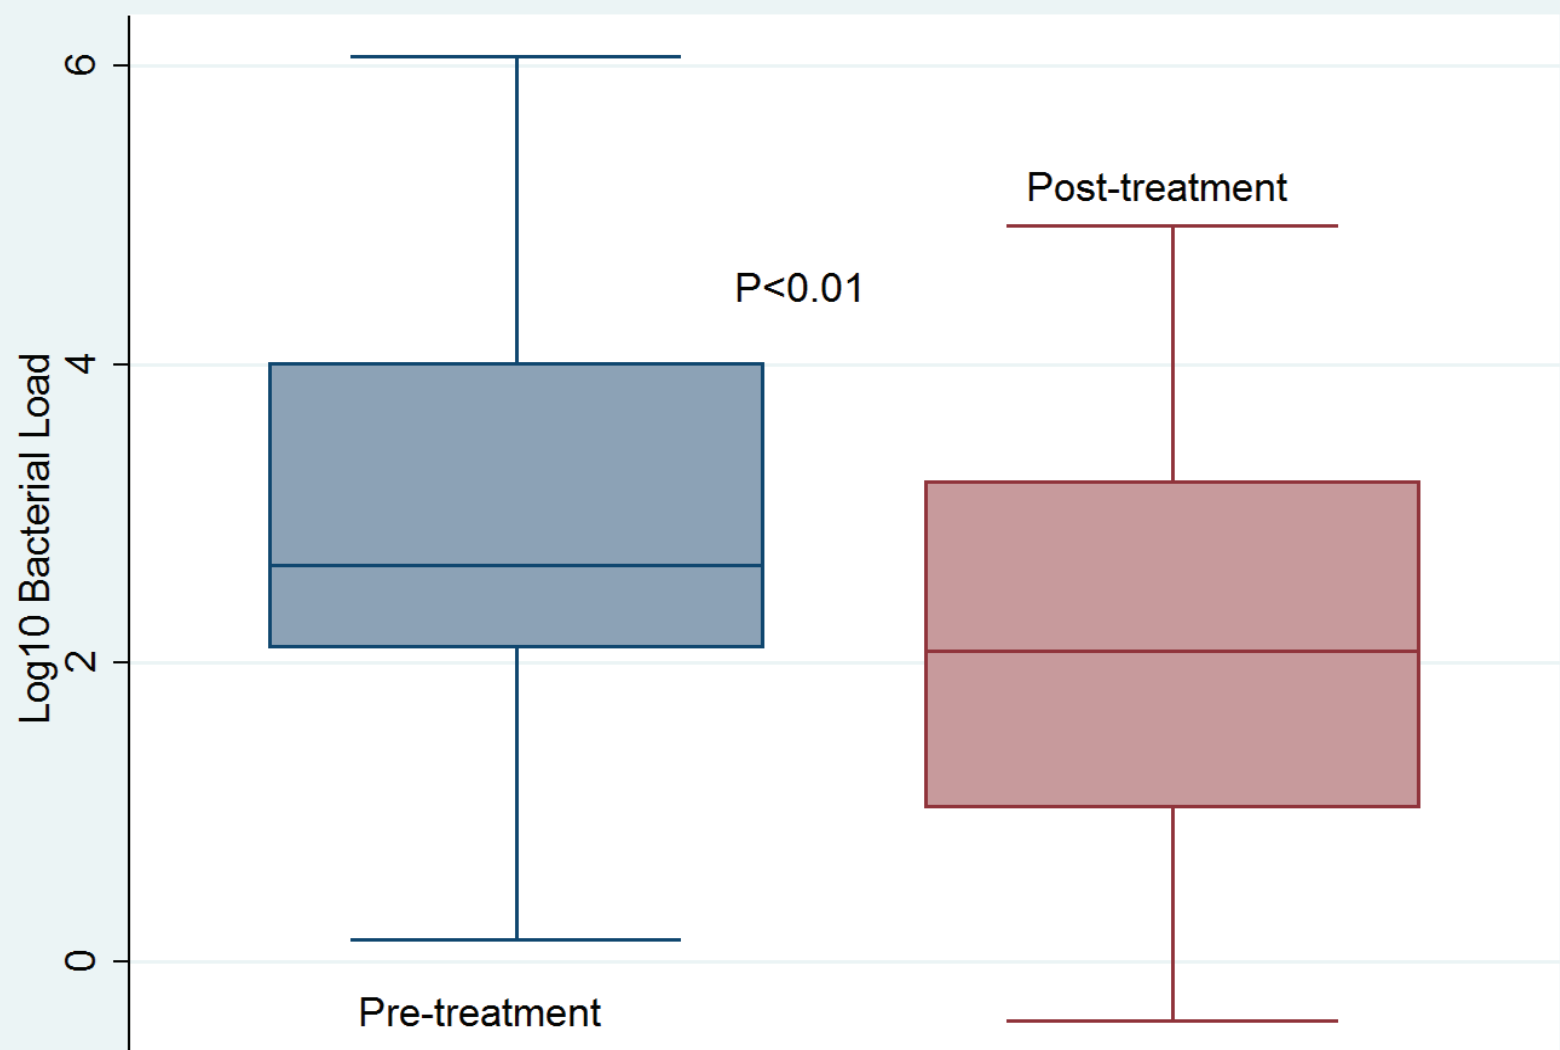 6
Post-treatment
P<0.01
4
Log10 Bacterial Load
2
0
Pre-treatment